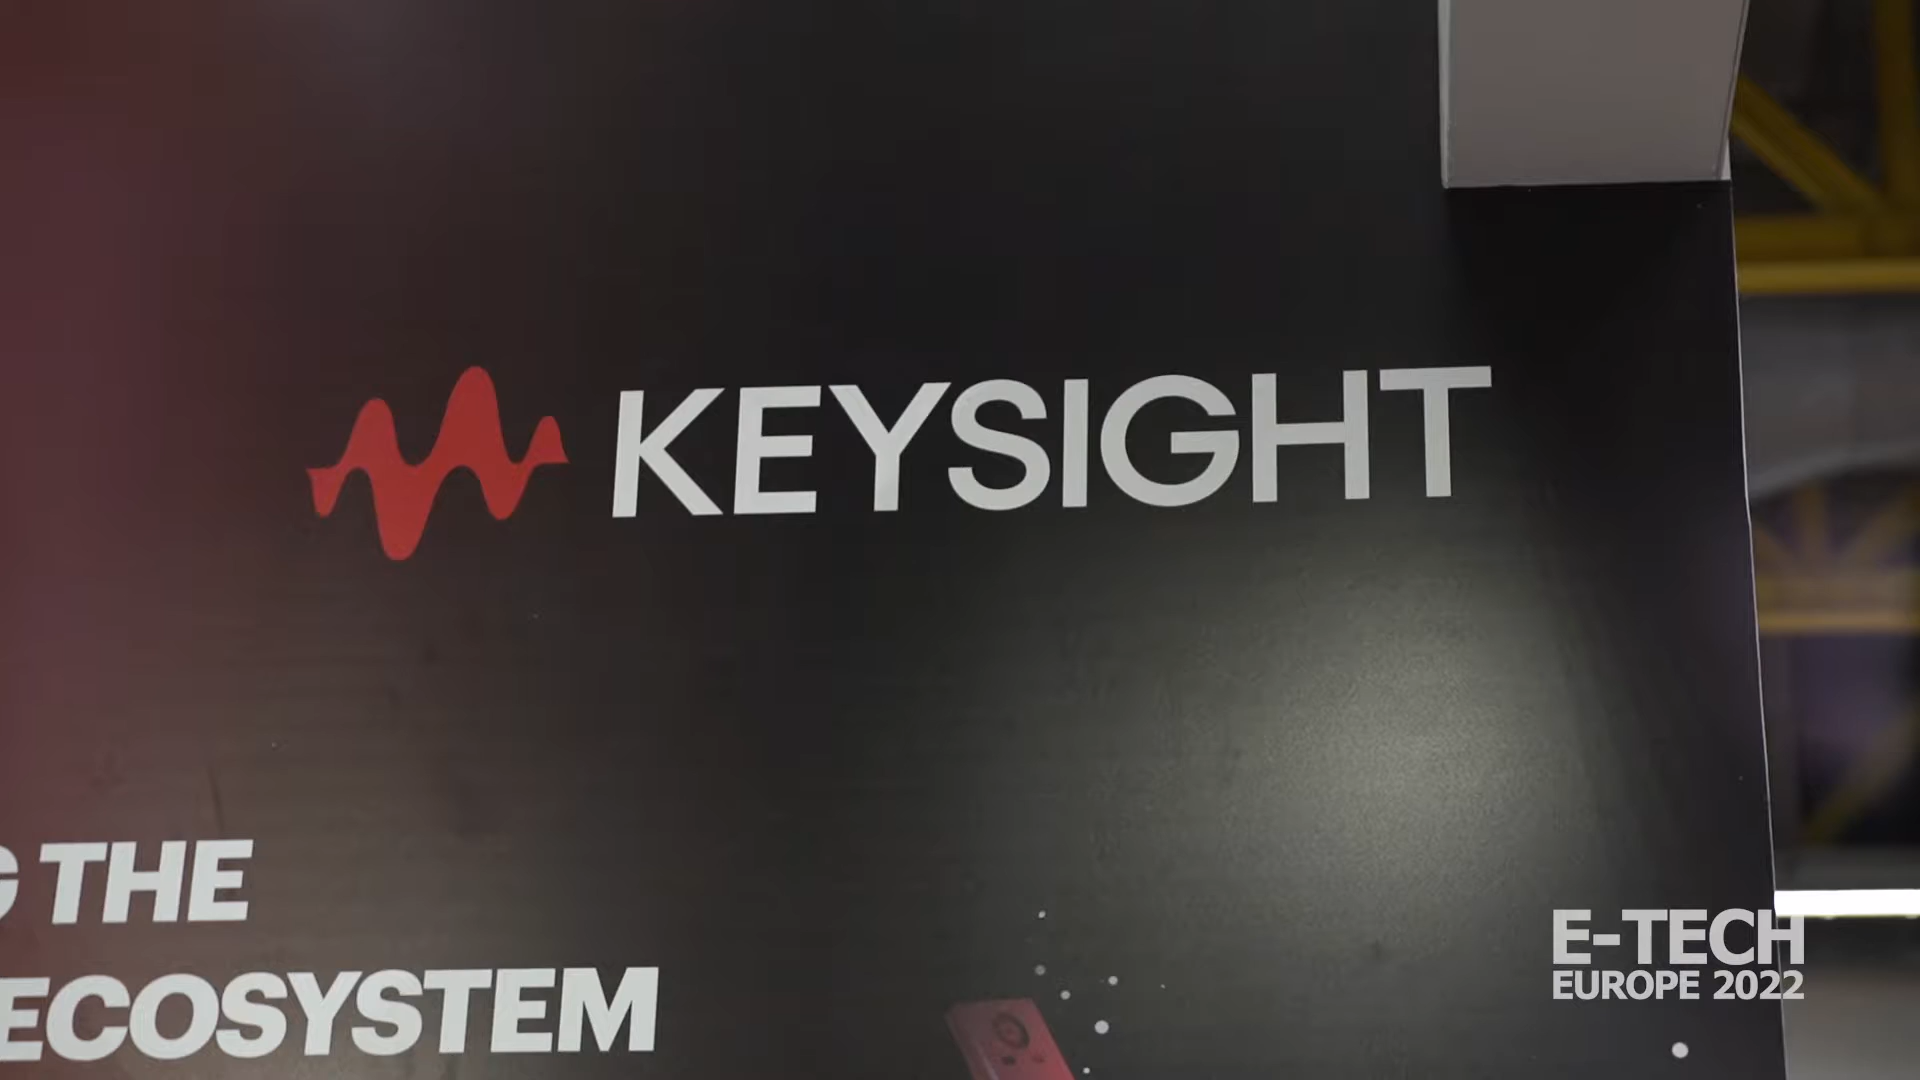 KEYSIGHT
THE
ECOSYSTEM
E-TECH
EUROPE 2022